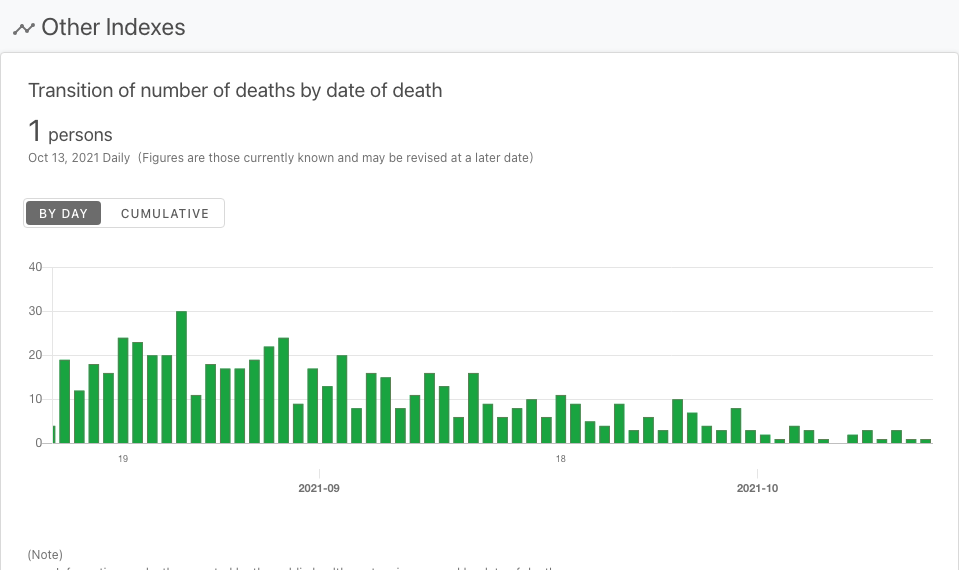 Other Indexes
Transition of number of deaths by date of death
1 persons
Oct 13, 2021 Daily (Figures are those currently known and may be revised at a later date)
BY DAY CUMULATIVE
40
30
20
10
0
19 18
2021-09 2021-10
(Note)